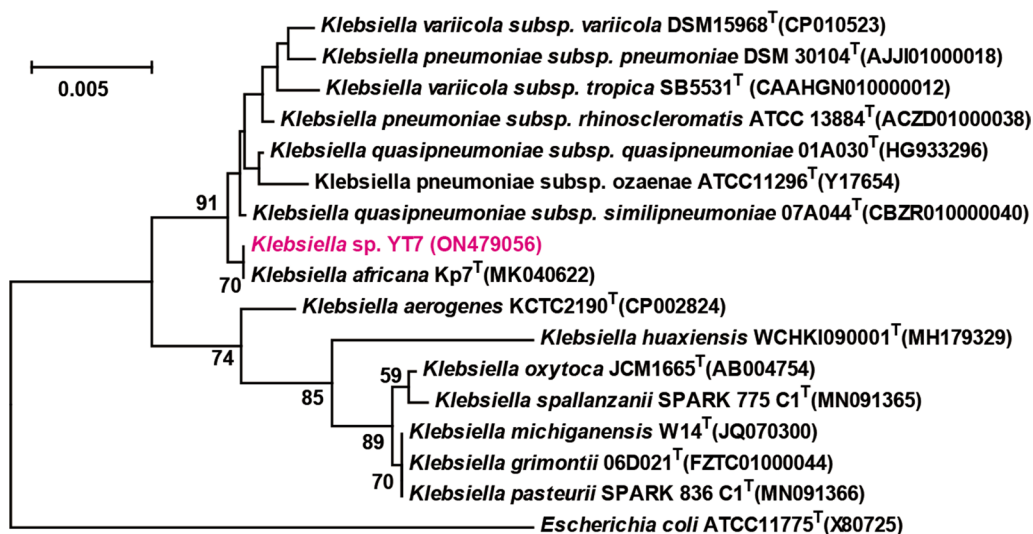 Klebsiella variicola subsp. variicola DSM15968T(CP010523)
Klebsiella pneumoniae subsp. pneumoniae DSM 30104T(AJJI01000018)
0.005
Klebsiella variicola subsp. tropica SB5531T (CAAHGN010000012)
Klebsiella pneumoniae subsp. rhinoscleromatis ATCC 13884T(ACZD01000038)
Klebsiella quasipneumoniae subsp. quasipneumoniae 01A030T(HG933296)
Klebsiella pneumoniae subsp. ozaenae ATCC11296T(Y17654)
91
Klebsiella quasipneumoniae subsp. similipneumoniae 07A044T(CBZR010000040)
Klebsiella sp. YT7 (ON479056)
70
Klebsiella africana Kp7T(MK040622)
Klebsiella aerogenes KCTC2190T(CP002824)
Klebsiella huaxiensis WCHKI090001T(MH179329)
74
59
Klebsiella oxytoca JCM1665T(AB004754)
85
Klebsiella spallanzanii SPARK 775 C1T(MN091365)
89
Klebsiella michiganensis W14T(JQ070300)
Klebsiella grimontii 06D021T(FZTC01000044)
70
Klebsiella pasteurii SPARK 836 C1T(MN091366)
Escherichia coli ATCC11775T(X80725)